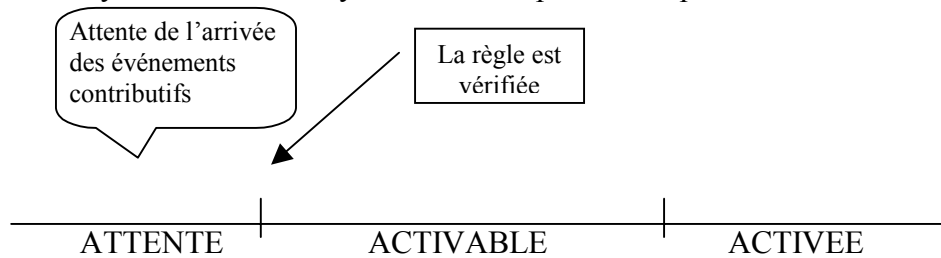 Attente de l'arrivée
des événements
contributifs
La règle est
vérifiée
ATTENTE ACTIVABLE ACTIVEE